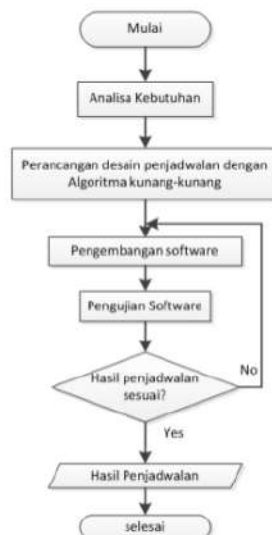 Mulai
Analisa Kebutuhan
Perancangan desain penjadwalan dengan
Algoritma kunang-kunang
Pengembangan software
Pengujian Software
Hasil penjadwalan
sesuai?
No
Yes
Hasil Penjadwalan
selesai